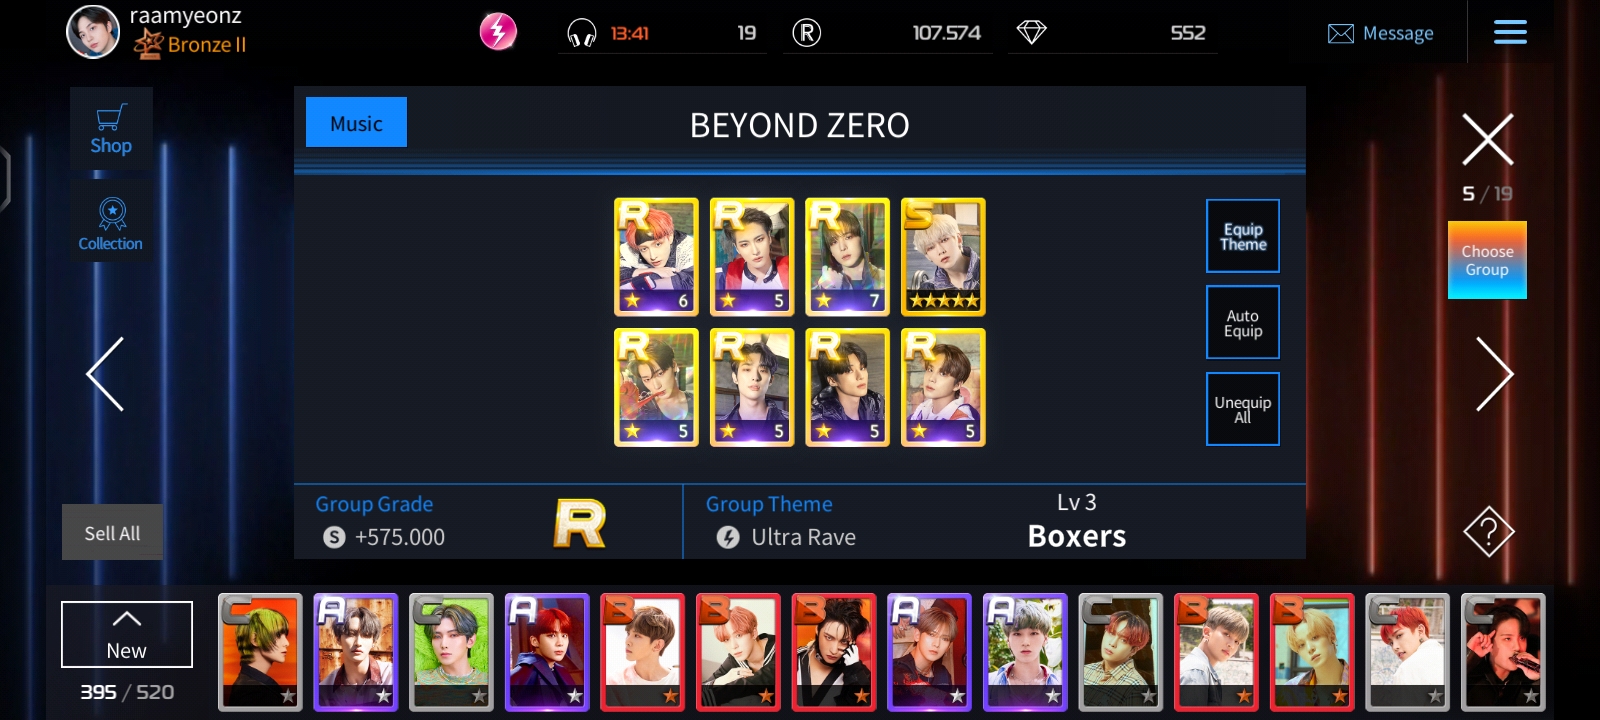 raamyeonz
Bronze II
13:41
19
R
107.574
552
Message
Shop
Collection
Music
BEYOND ZERO
5 / 19
Choose
Group
R 6
R 5
R 7
S
R 5
R 5
R 5
R 5
Equip
Theme
Auto
Equip
Unequip
All
Group Grade
S +575.000
R
Group Theme
Ultra Rave
Lv 3
Boxers
Sell All
?
New
395 / 520
C A C A B B B A A C B B C C